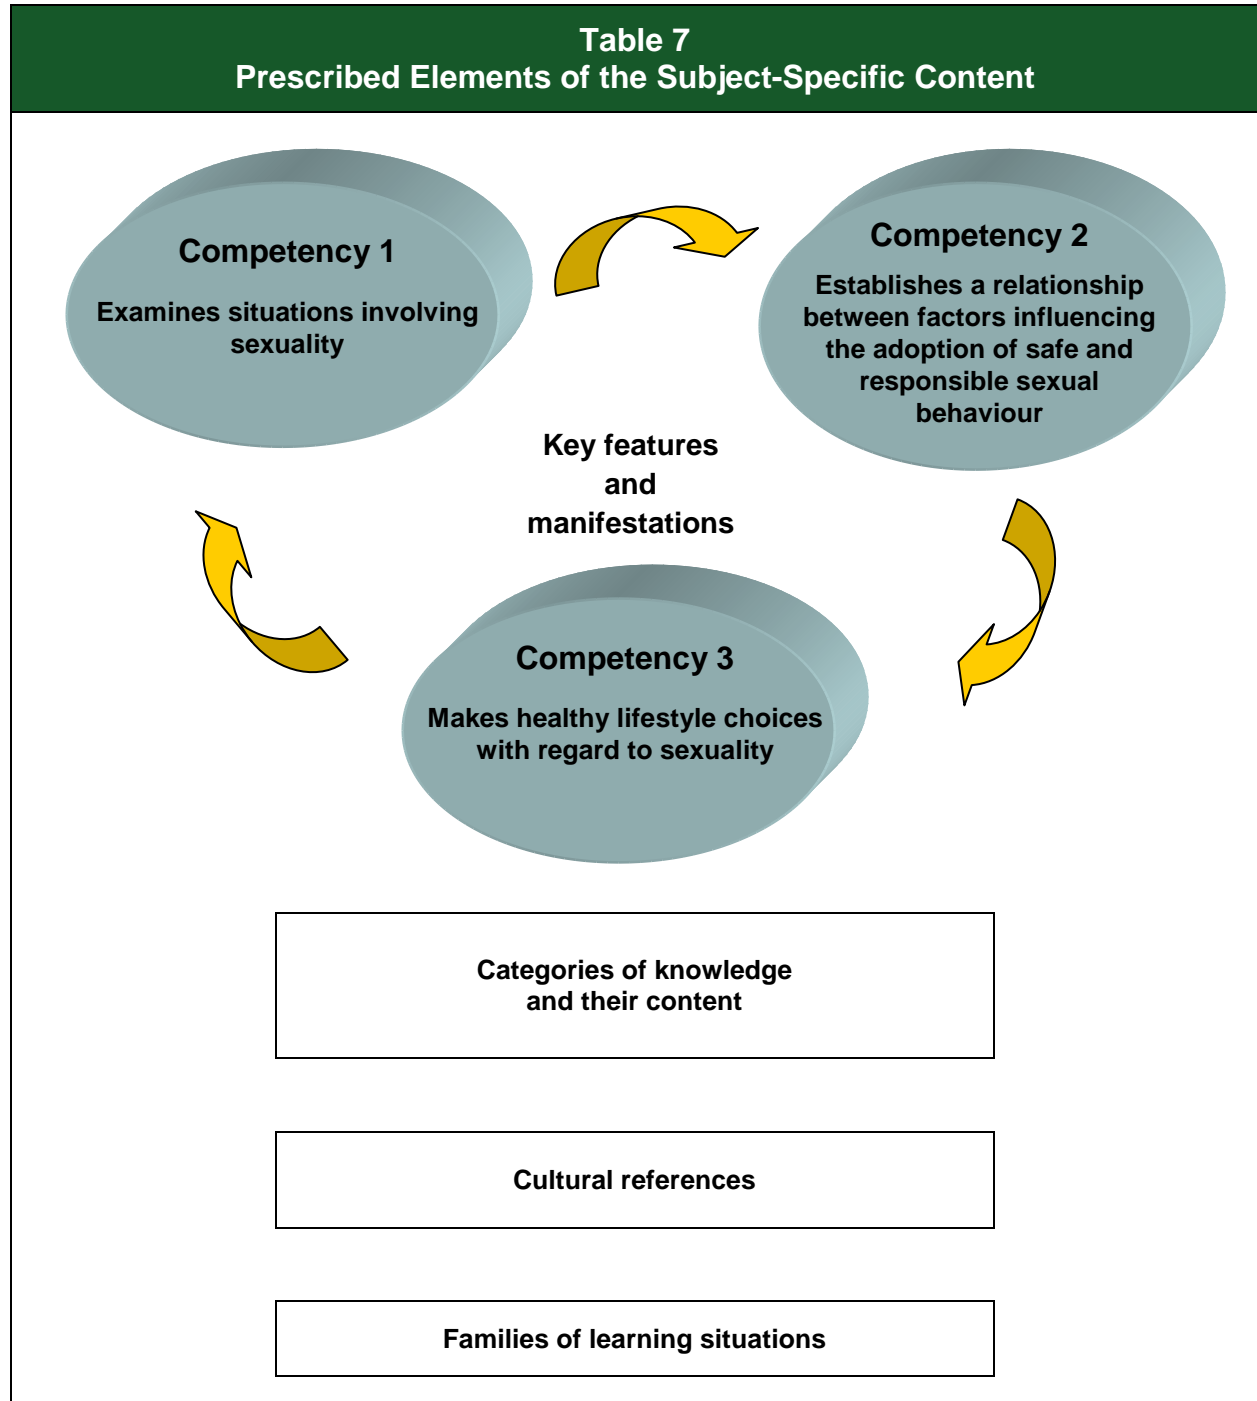 Table 7
Prescribed Elements of the Subject-Specific Content
Competency 1
Examines situations involving
sexuality
Competency 2
Establishes a relationship
between factors influencing
the adoption of safe and
responsible sexual
behaviour
Key features
and
manifestations
Competency 3
Makes healthy lifestyle choices
with regard to sexuality
Categories of knowledge
and their content
Cultural references
Families of learning situations